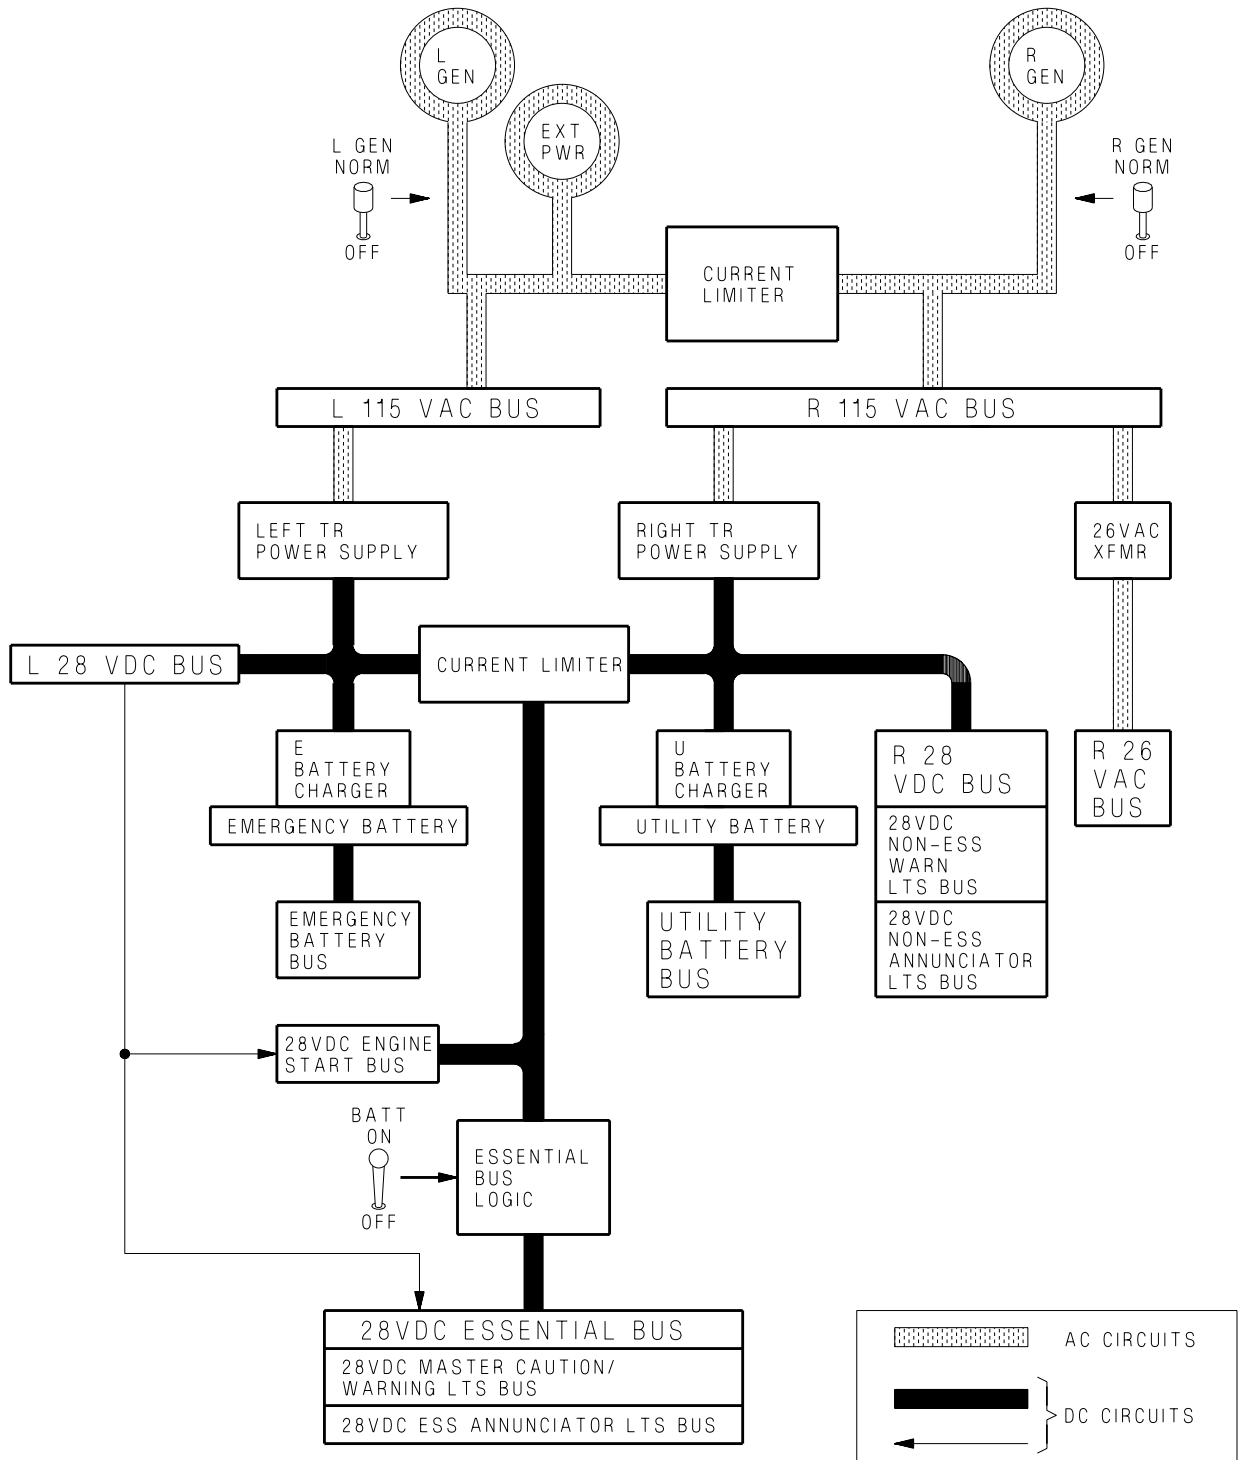 L
GEN
R
GEN
EXT
PWR
L GEN
NORM
OFF
R GEN
NORM
OFF
CURRENT
LIMITER
L 115 VAC BUS
R 115 VAC BUS
LEFT TR
POWER SUPPLY
RIGHT TR
POWER SUPPLY
26VAC
XFMR
L 28 VDC BUS
CURRENT LIMITER
E
BATTERY
CHARGER
EMERGENCY BATTERY
U
BATTERY
CHARGER
UTILITY BATTERY
R 28
VDC BUS
28VDC
NON-ESS
WARN
LTS BUS
28VDC
NON-ESS
ANNUNCIATOR
LTS BUS
R 26
VAC
BUS
EMERGENCY
BATTERY
BUS
UTILITY
BATTERY
BUS
28VDC ENGINE
START BUS
BATT
ON
OFF
ESSENTIAL
BUS
LOGIC
28VDC ESSENTIAL BUS
28VDC MASTER CAUTION/
WARNING LTS BUS
28VDC ESS ANNUNCIATOR LTS BUS
AC CIRCUITS
DC CIRCUITS